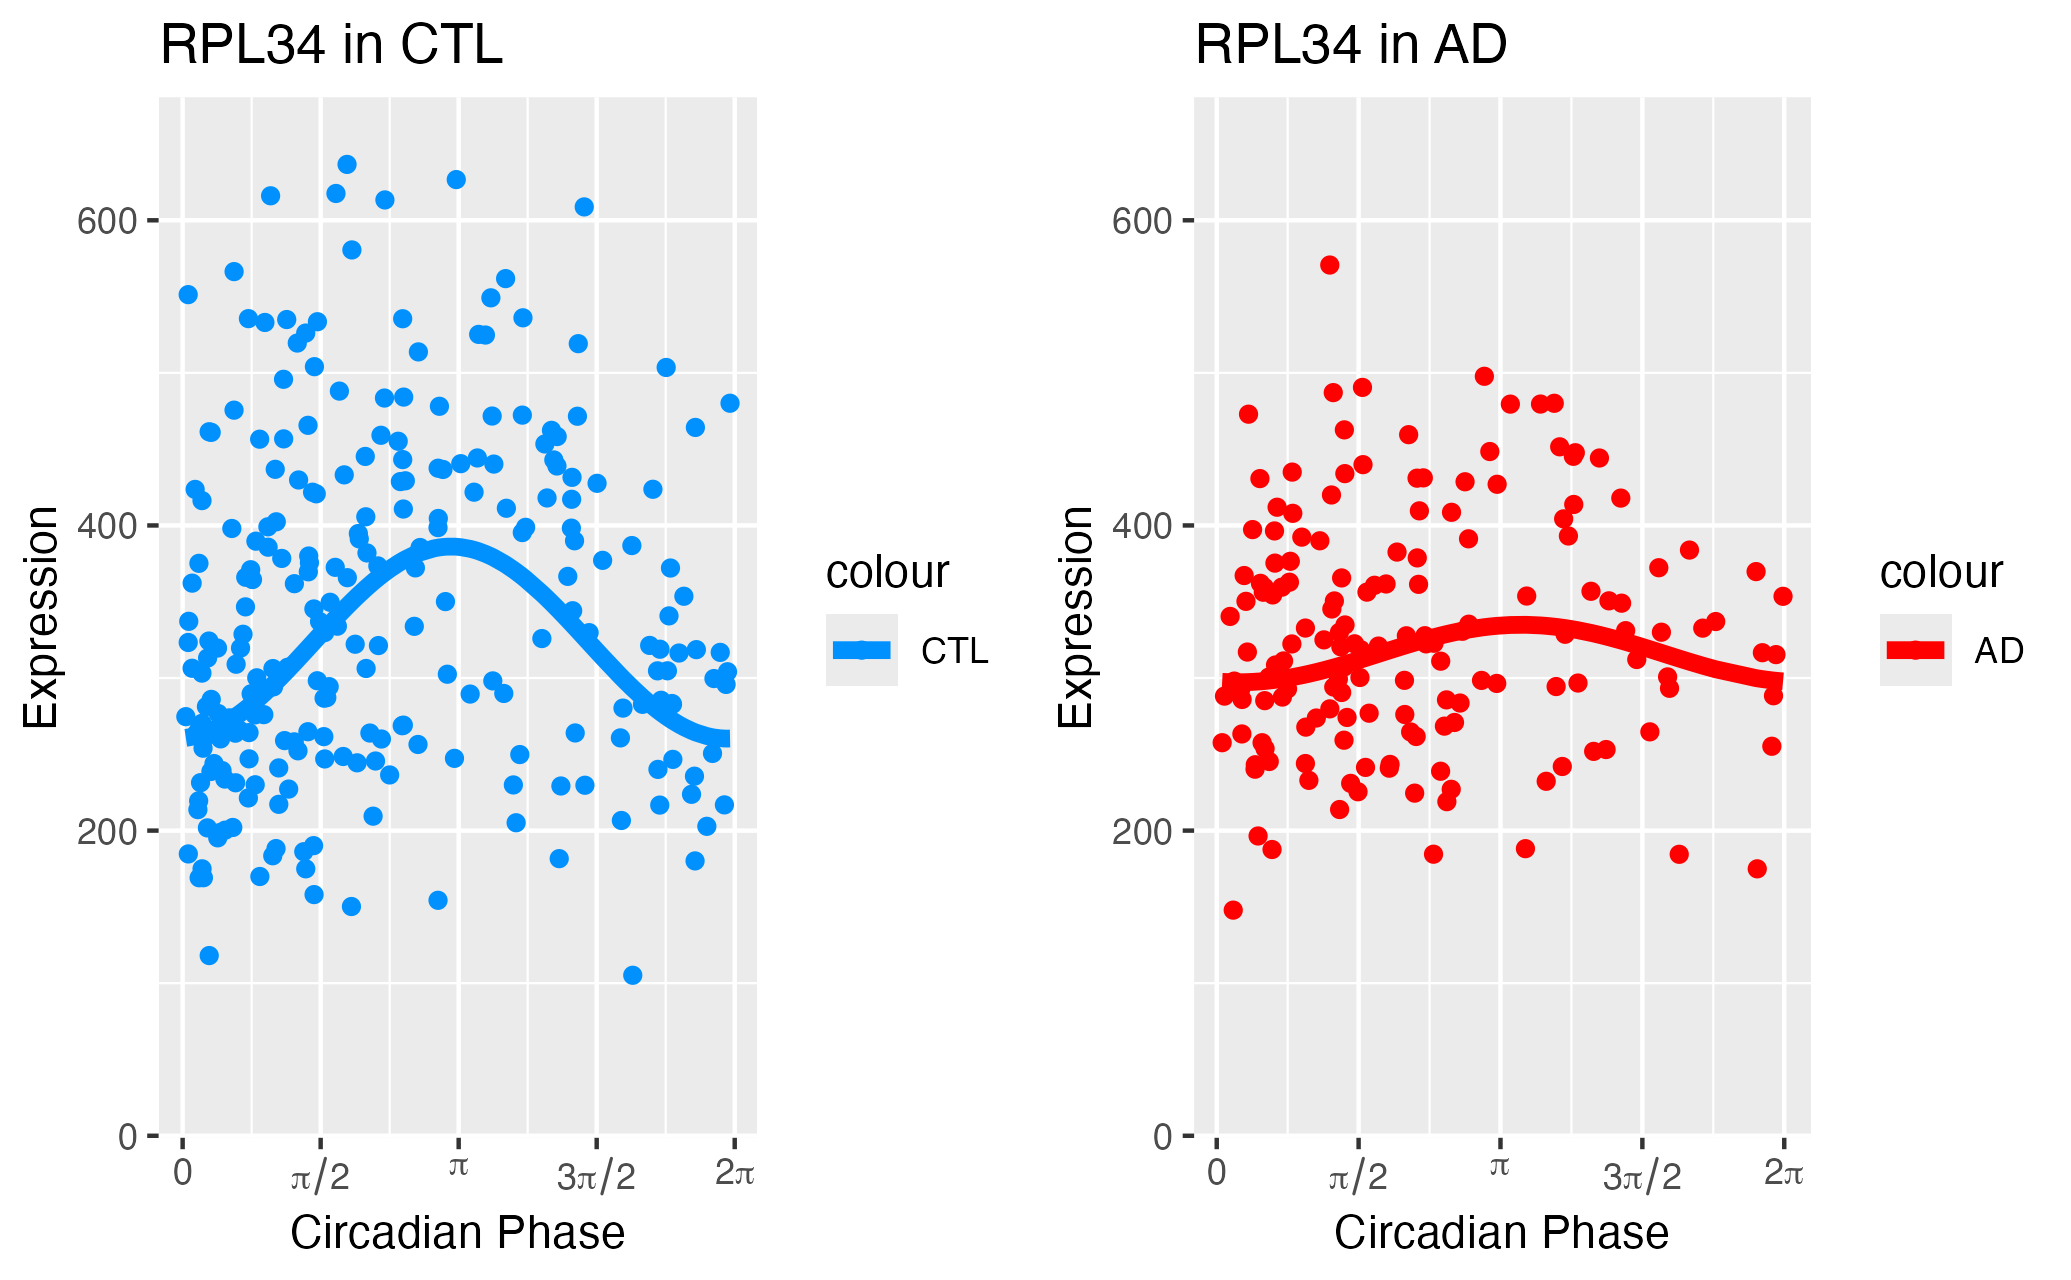 RPL34 in CTL
600
400
200
0
Expression
0 π/2 π 3π/2 2π
Circadian Phase
colour
CTL
RPL34 in AD
600
400
200
0
Expression
0 π/2 π 3π/2 2π
Circadian Phase
colour
AD